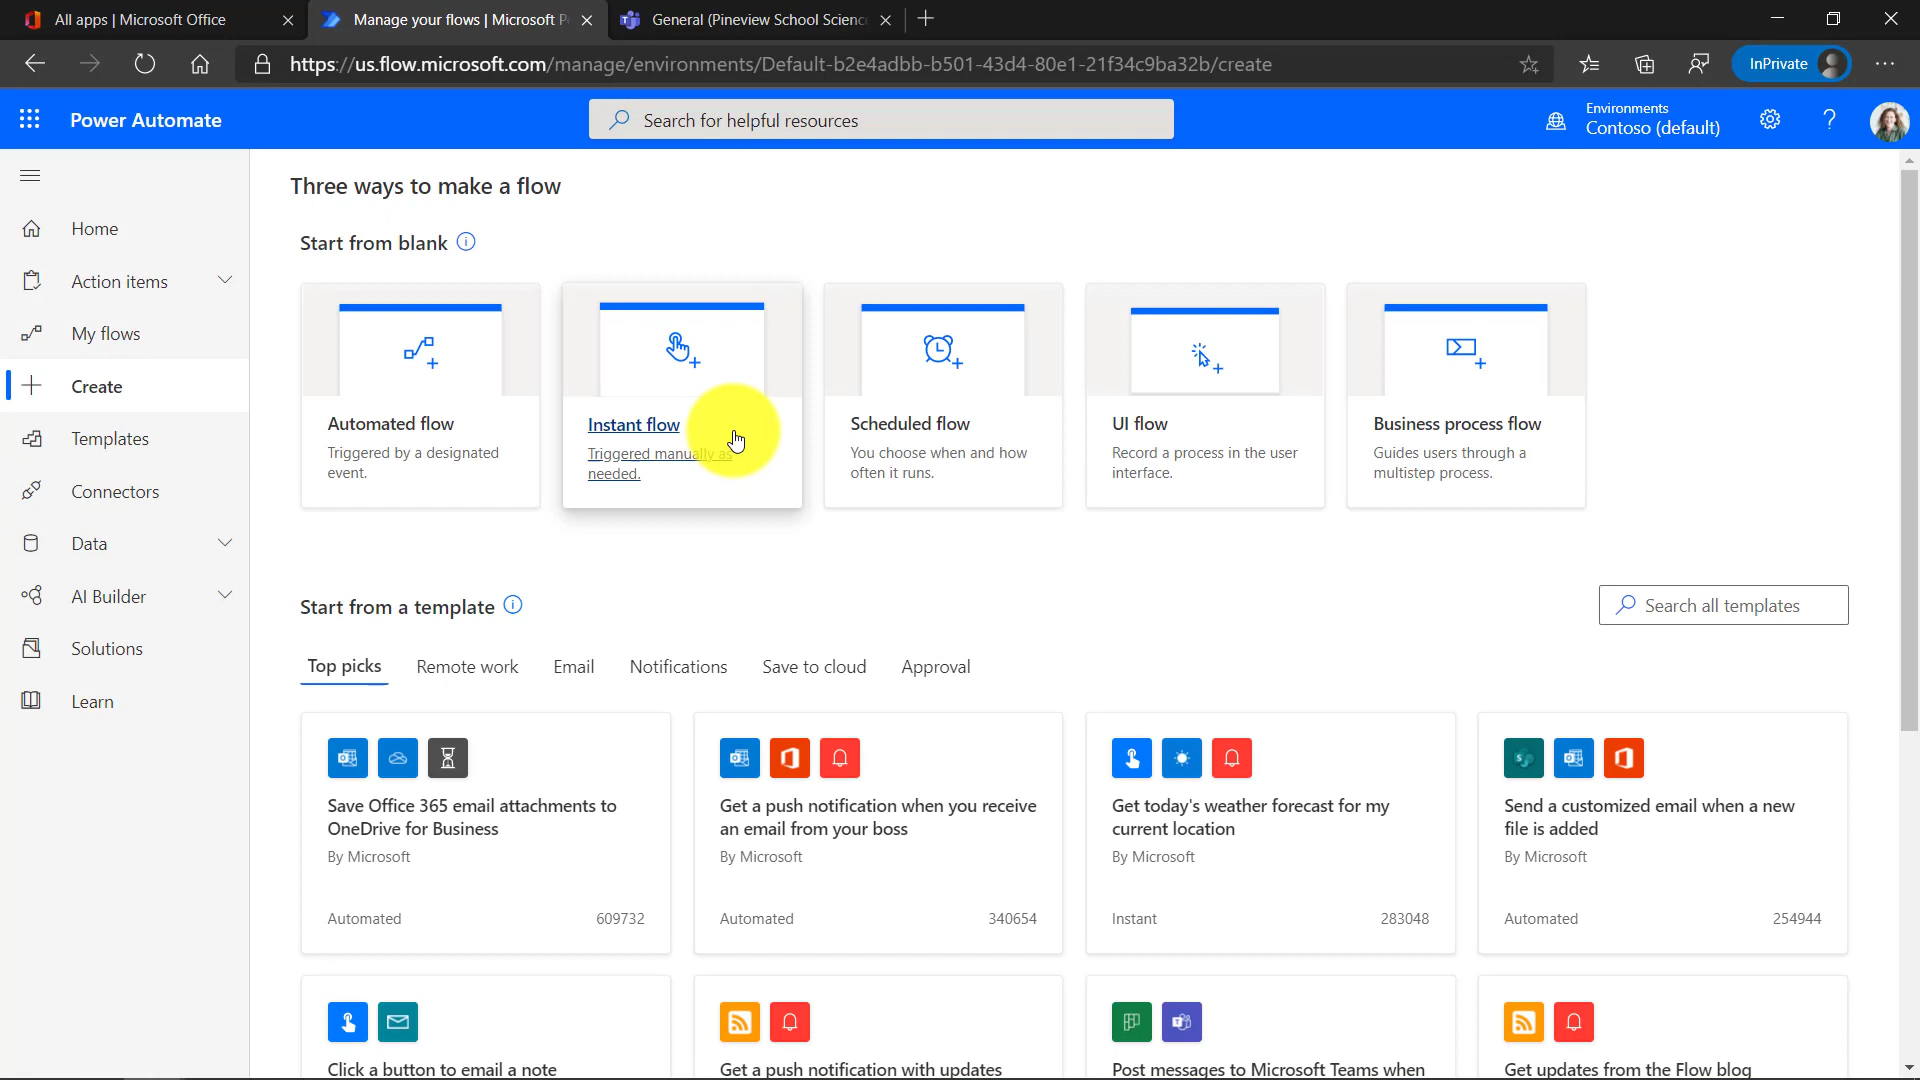 All apps | Microsoft Office
Manage your flows | Microsoft P
General (Pineview School Scienc
https://us.flow.microsoft.com/manage/environments/Default-b2e4adbb-b501-43d4-80e1-21f34c9ba32b/create
InPrivate
Power Automate
Search for helpful resources
Environments
Contoso (default)
Home
Action items
My flows
Create
Templates
Connectors
Data
AI Builder
Solutions
Learn
Three ways to make a flow
Start from blank
Automated flow
Triggered by a designated
event.
Instant flow
Triggered manually as
needed.
Scheduled flow
You choose when and how
often it runs.
UI flow
Record a process in the user
interface.
Business process flow
Guides users through a
multistep process.
Start from a template
Search all templates
Top picks
Remote work
Email
Notifications
Save to cloud
Approval
Save Office 365 email attachments to
OneDrive for Business
By Microsoft
Automated
609732
Get a push notification when you receive
an email from your boss
By Microsoft
Automated
340654
Get today's weather forecast for my
current location
By Microsoft
Instant
283048
Send a customized email when a new
file is added
By Microsoft
Automated
254944
Click a button to email a note
Get a push notification with updates
Post messages to Microsoft Teams when
Get updates from the Flow blog